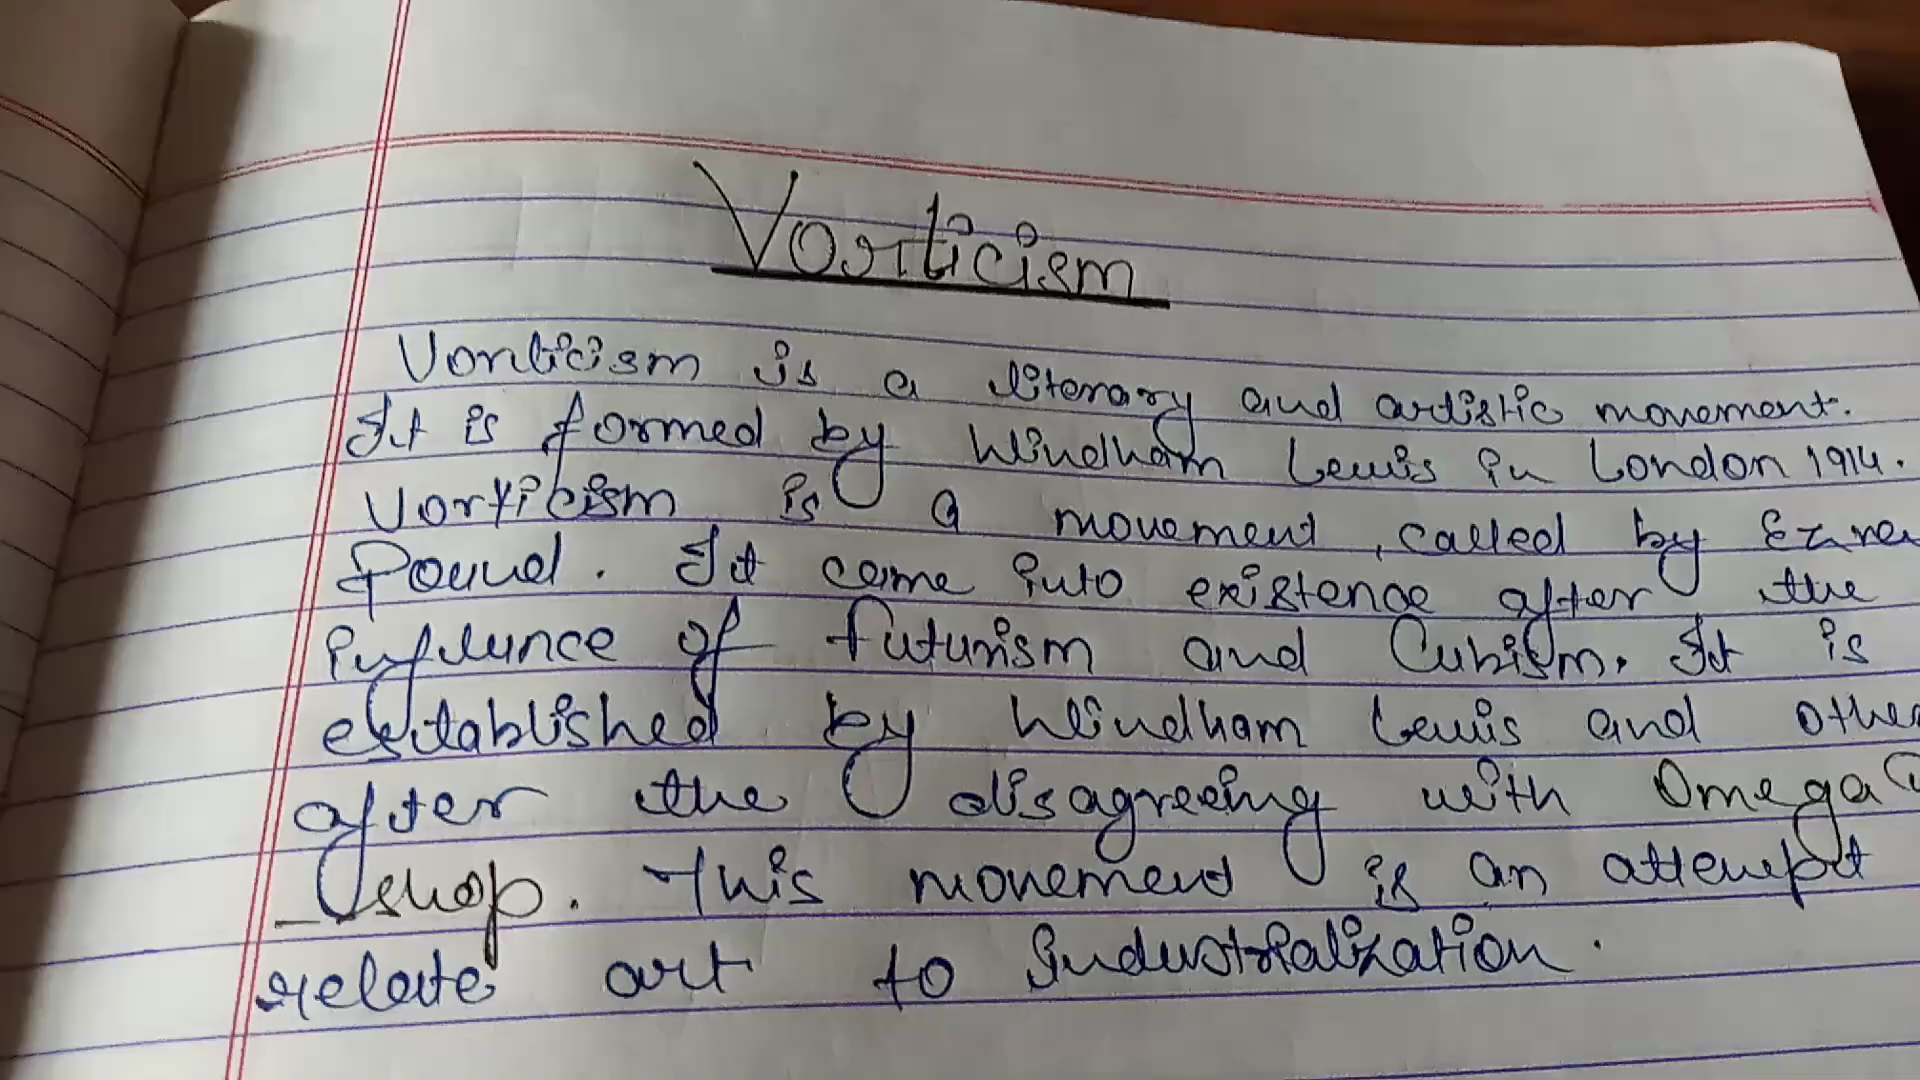 Vorticism
Vorticism is a literary and artistic movement.
It is formed by Windham Lewis in London 1914.
Vorticism is a movement, called by Ezra
Pound. It came into existence after the
influnce of futurism and Cubism. It is
established by Windham Lewis and other
after the disagreeing with Omega
shop. This movement is an attempt
relate art to Industrialization.